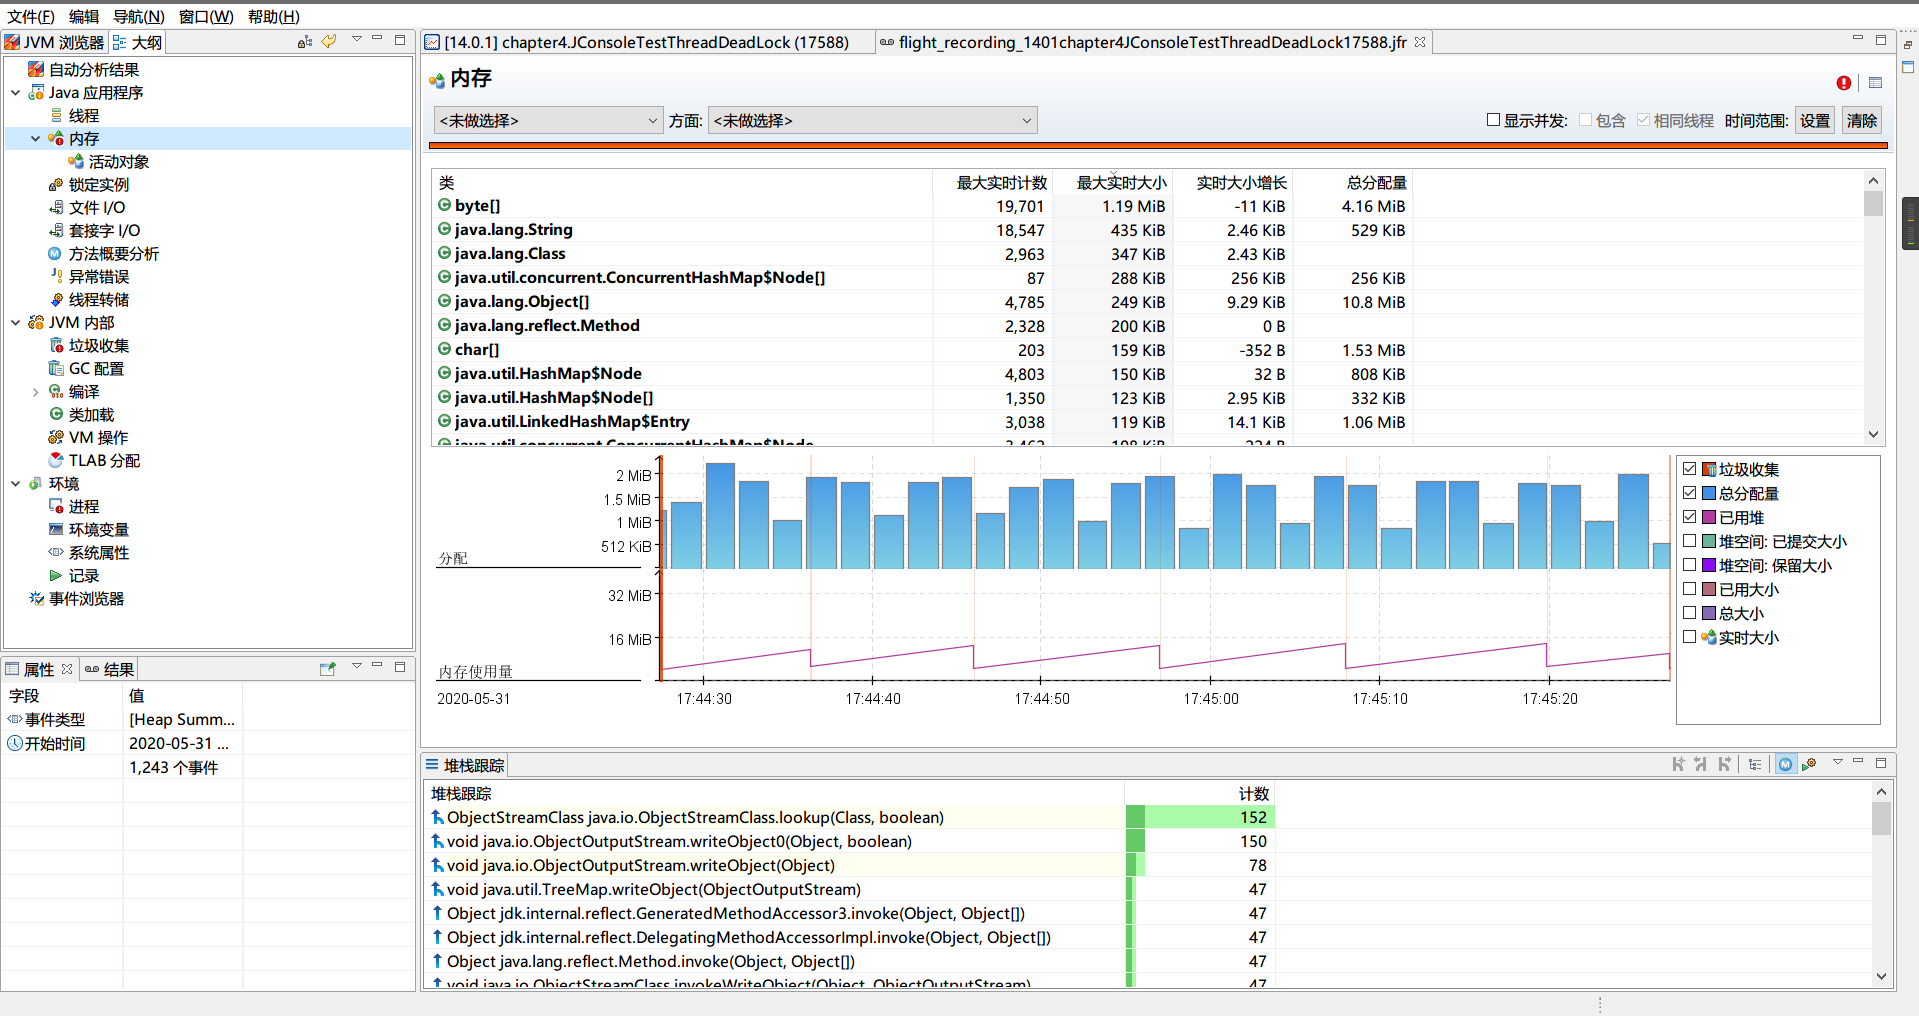 文件(F) 编辑 导航(N) 窗口(W) 帮助(H)
JVM 浏览器 大纲
自动分析结果
Java 应用程序
线程
内存
活动对象
锁定实例
文件 I/O
套接字 I/O
方法概要分析
异常错误
线程转储
JVM 内部
垃圾收集
GC 配置
编译
类加载
VM 操作
TLAB 分配
环境
进程
环境变量
系统属性
记录
事件浏览器
属性 结果
字段 值
事件类型 [Heap Summ...
开始时间 2020-05-31 ...
1,243 个事件
[14.0.1] chapter4.JConsoleTestThreadDeadLock (17588) flight_recording_1401chapter4JConsoleTestThreadDeadLock17588.jfr
内存
<未做选择> 方面: <未做选择> 显示并发: 包含 相同线程 时间范围: 设置 清除
类 最大实时计数 最大实时大小 实时大小增长 总分配量
byte[] 19,701 1.19 MiB -11 KiB 4.16 MiB
java.lang.String 18,547 435 KiB 2.46 KiB 529 KiB
java.lang.Class 2,963 347 KiB 2.43 KiB
java.util.concurrent.ConcurrentHashMap$Node[] 87 288 KiB 256 KiB 256 KiB
java.lang.Object[] 4,785 249 KiB 9.29 KiB 10.8 MiB
java.lang.reflect.Method 2,328 200 KiB 0 B
char[] 203 159 KiB -352 B 1.53 MiB
java.util.HashMap$Node 4,803 150 KiB 32 B 808 KiB
java.util.HashMap$Node[] 1,350 123 KiB 2.95 KiB 332 KiB
java.util.LinkedHashMap$Entry 3,038 119 KiB 14.1 KiB 1.06 MiB
java.util.concurrent.ConcurrentHashMap$Node 3,462 108 KiB 224 B
2 MiB
1.5 MiB
1 MiB
512 KiB
分配
32 MiB
16 MiB
内存使用量
2020-05-31 17:44:30 17:44:40 17:44:50 17:45:00 17:45:10 17:45:20
垃圾收集
总分配量
已用堆
堆空间: 已提交大小
堆空间: 保留大小
已用大小
总大小
实时大小
堆栈跟踪
堆栈跟踪 计数
ObjectStreamClass java.io.ObjectStreamClass.lookup(Class, boolean) 152
void java.io.ObjectOutputStream.writeObject0(Object, boolean) 150
void java.io.ObjectOutputStream.writeObject(Object) 78
void java.util.TreeMap.writeObject(ObjectOutputStream) 47
Object jdk.internal.reflect.GeneratedMethodAccessor3.invoke(Object, Object[]) 47
Object jdk.internal.reflect.DelegatingMethodAccessorImpl.invoke(Object, Object[]) 47
Object java.lang.reflect.Method.invoke(Object, Object[]) 47
void java.io.ObjectStreamClass.invokeWriteObject(Object, ObjectOutputStream) 47